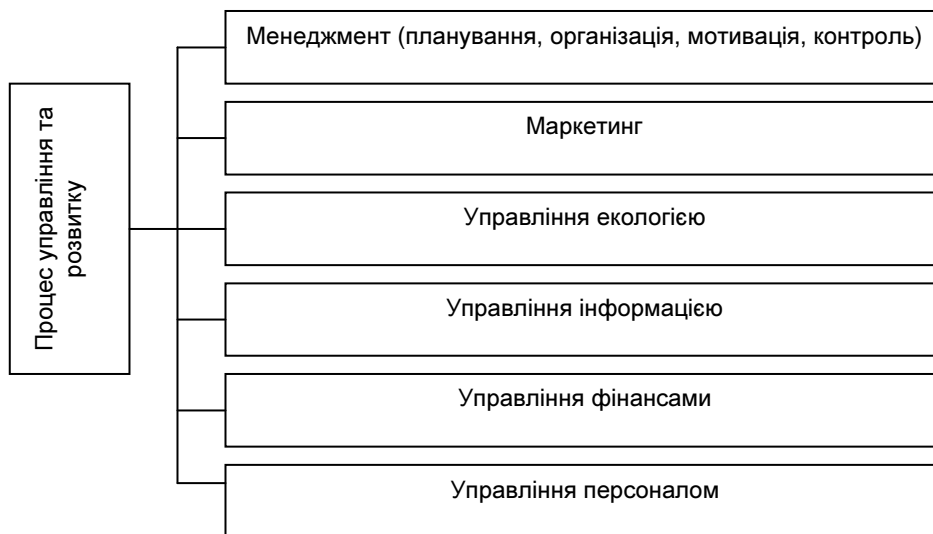 Процес управління та
розвитку
Менеджмент (планування, організація, мотивація, контроль)
Маркетинг
Управління екологією
Управління інформацією
Управління фінансами
Управління персоналом